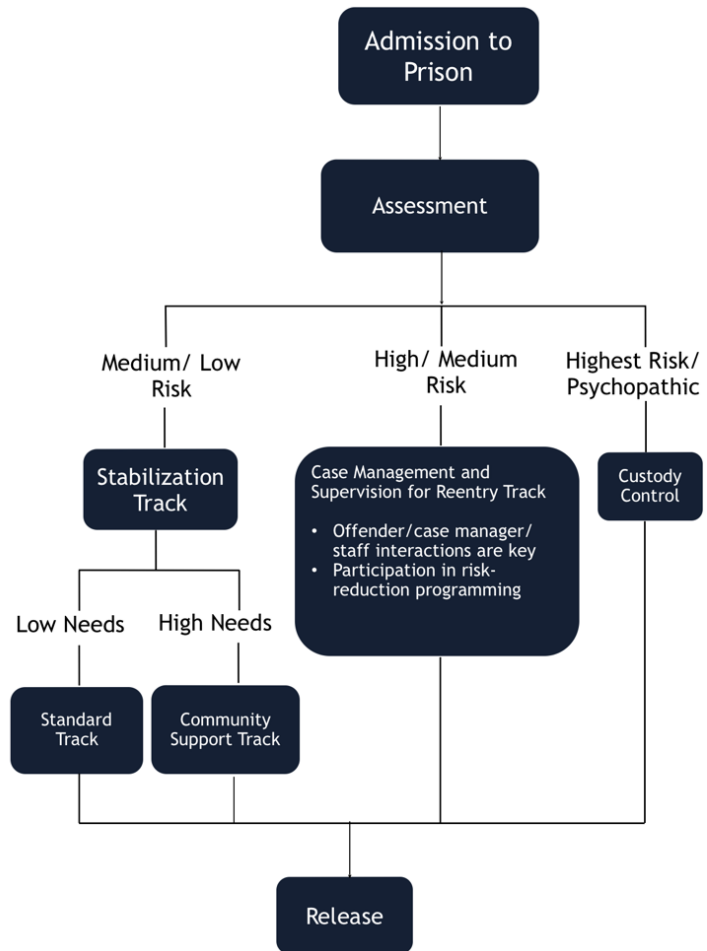 Admission to
Prison
Assessment
Medium/ Low
Risk
High/ Medium
Risk
Highest Risk/
Psychopathic
Stabilization
Track
Case Management and
Supervision for Reentry Track
• Offender/case manager/
staff interactions are key
• Participation in risk-
reduction programming
Custody
Control
Low Needs
High Needs
Standard
Track
Community
Support Track
Release